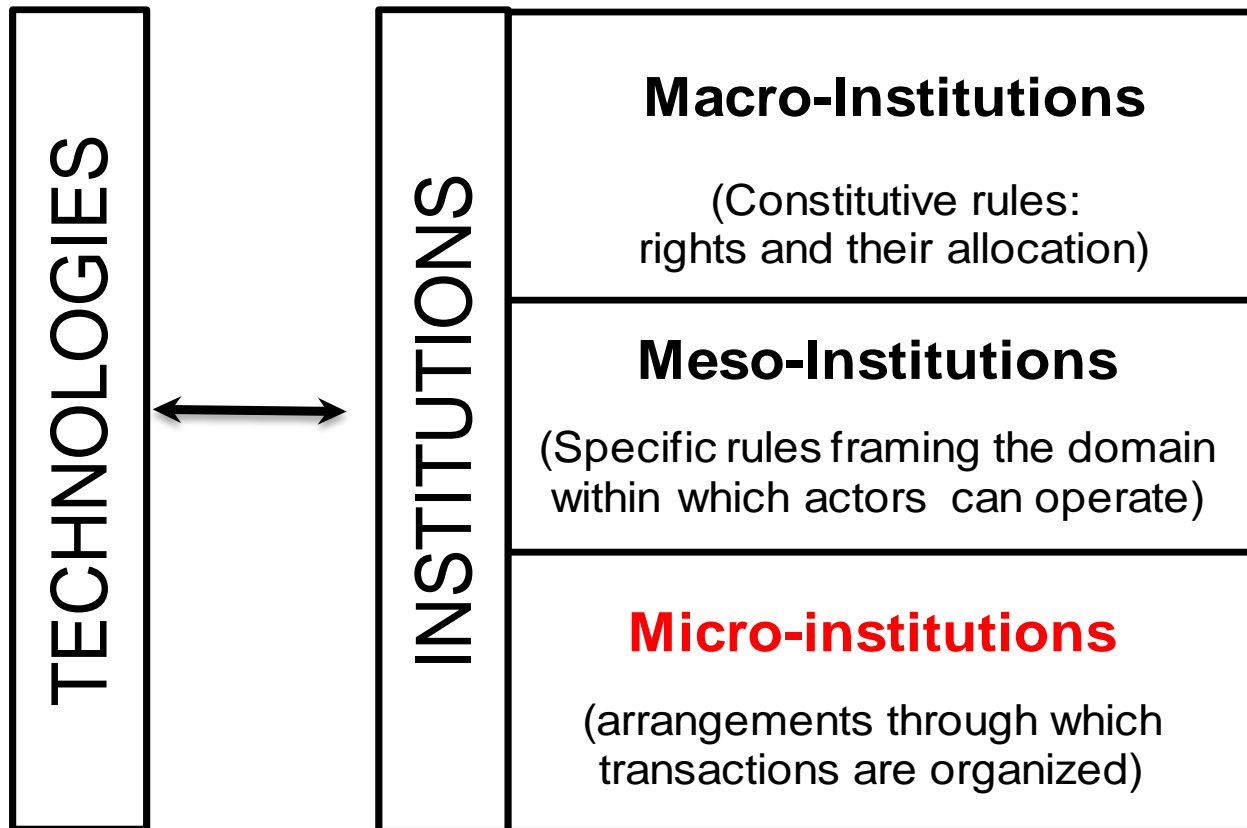 TECHNOLOGIES
INSTITUTIONS
Macro-Institutions
(Constitutive rules:
rights and their allocation)
Meso-Institutions
(Specific rules framing the domain
within which actors can operate)
Micro-institutions
(arrangements through which
transactions are organized)